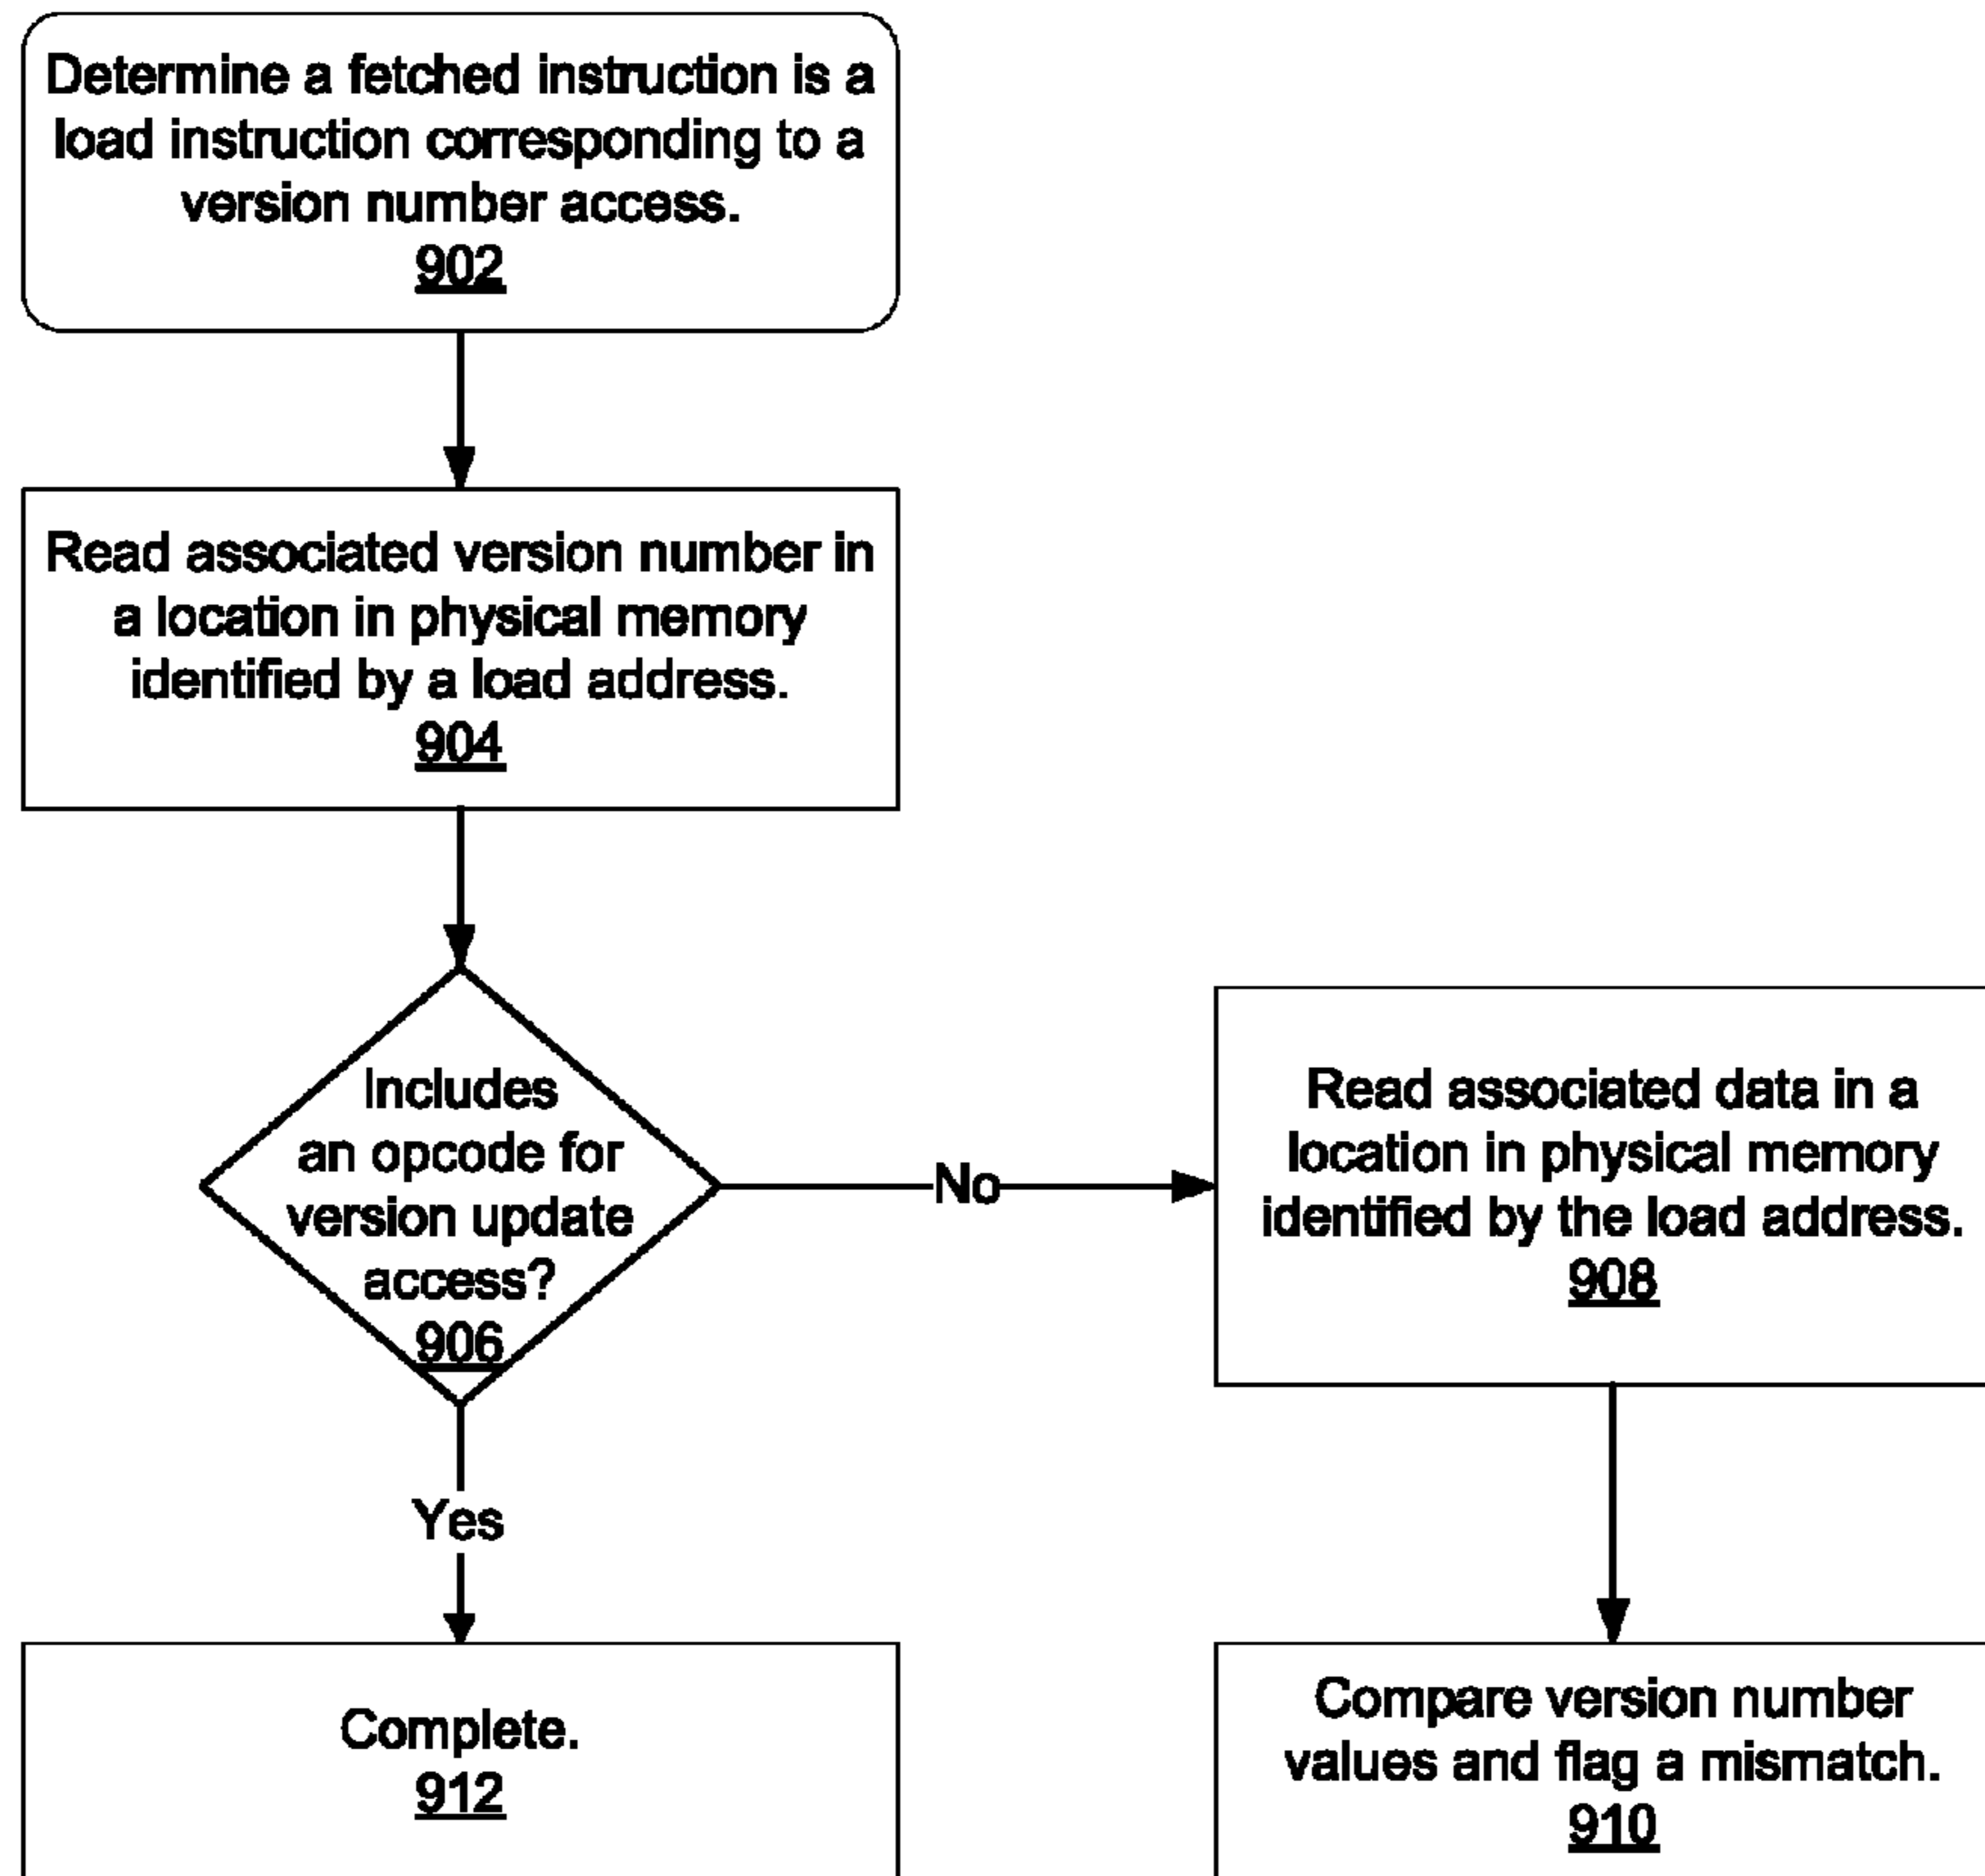 Determine a fetched instruction is a
load instruction corresponding to a
version number access.
902
Read associated version number in
a location in physical memory
identified by a load address.
904
Includes
an opcode for
version update
access?
906
No
Read associated data in a
location in physical memory
identified by the load address.
908
Yes
Complete.
912
Compare version number
values and flag a mismatch.
910